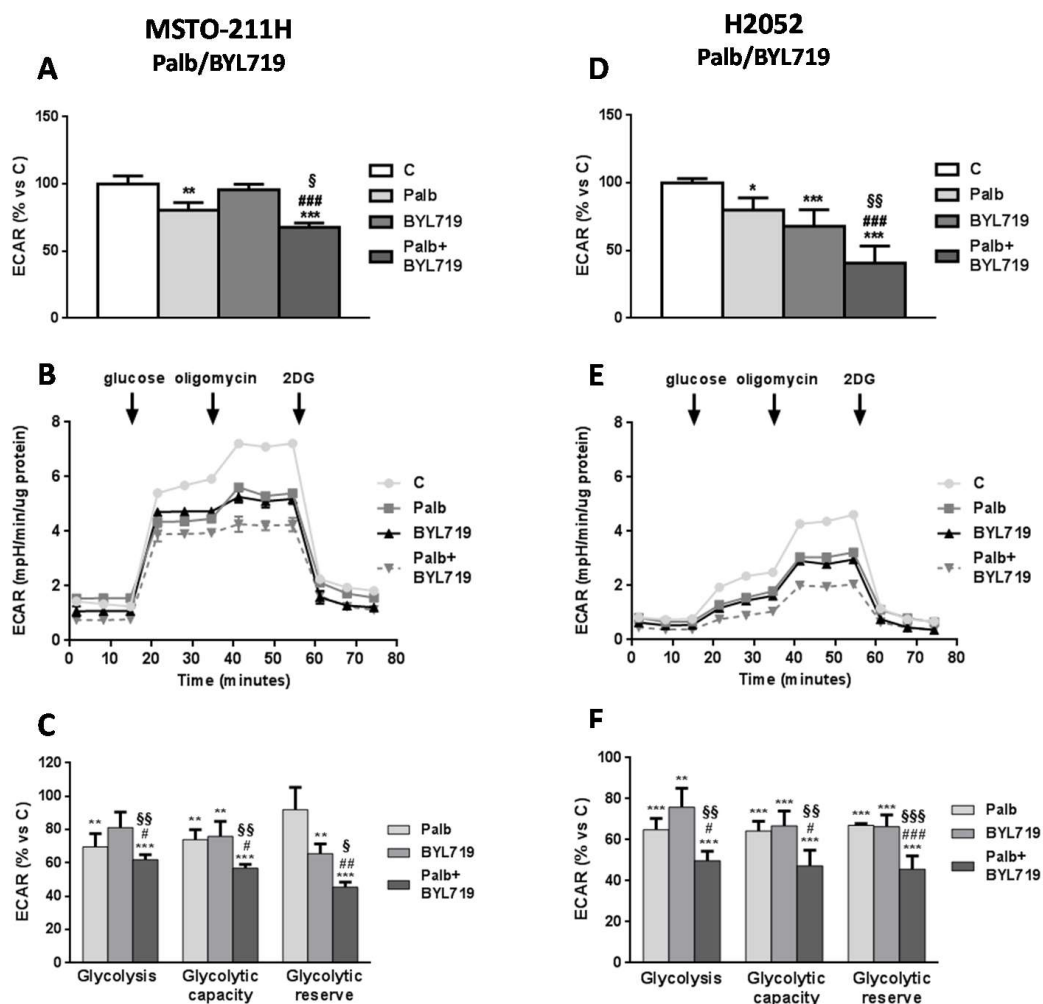 MSTO-211H
Palb/BYL719
A
ECAR (% vs C)
150
100
50
0
**
§
###
***
C
Palb
BYL719
Palb+
BYL719
H2052
Palb/BYL719
D
ECAR (% vs C)
150
100
50
0
*
***
§§
###
***
C
Palb
BYL719
Palb+
BYL719
B
glucose oligomycin 2DG
ECAR (mpH/min/ug protein)
8
6
4
2
0
0 20 40 60 80
Time (minutes)
C
Palb
BYL719
Palb+
BYL719
E
glucose oligomycin 2DG
ECAR (mpH/min/ug protein)
8
6
4
2
0
0 10 20 30 40 50 60 70 80
Time (minutes)
C
Palb
BYL719
Palb+
BYL719
C
ECAR (% vs C)
120
100
80
60
40
20
0
**
§§
#
***
** **
§§
#
***
**
§
##
***
Glycolysis
Glycolytic
capacity
Glycolytic
reserve
Palb
BYL719
Palb+
BYL719
F
ECAR (% vs C)
100
80
60
40
20
0
*** **
§§
#
***
*** ***
§§
#
***
*** ***
§§§
###
***
Glycolysis
Glycolytic
capacity
Glycolytic
reserve
Palb
BYL719
Palb+
BYL719